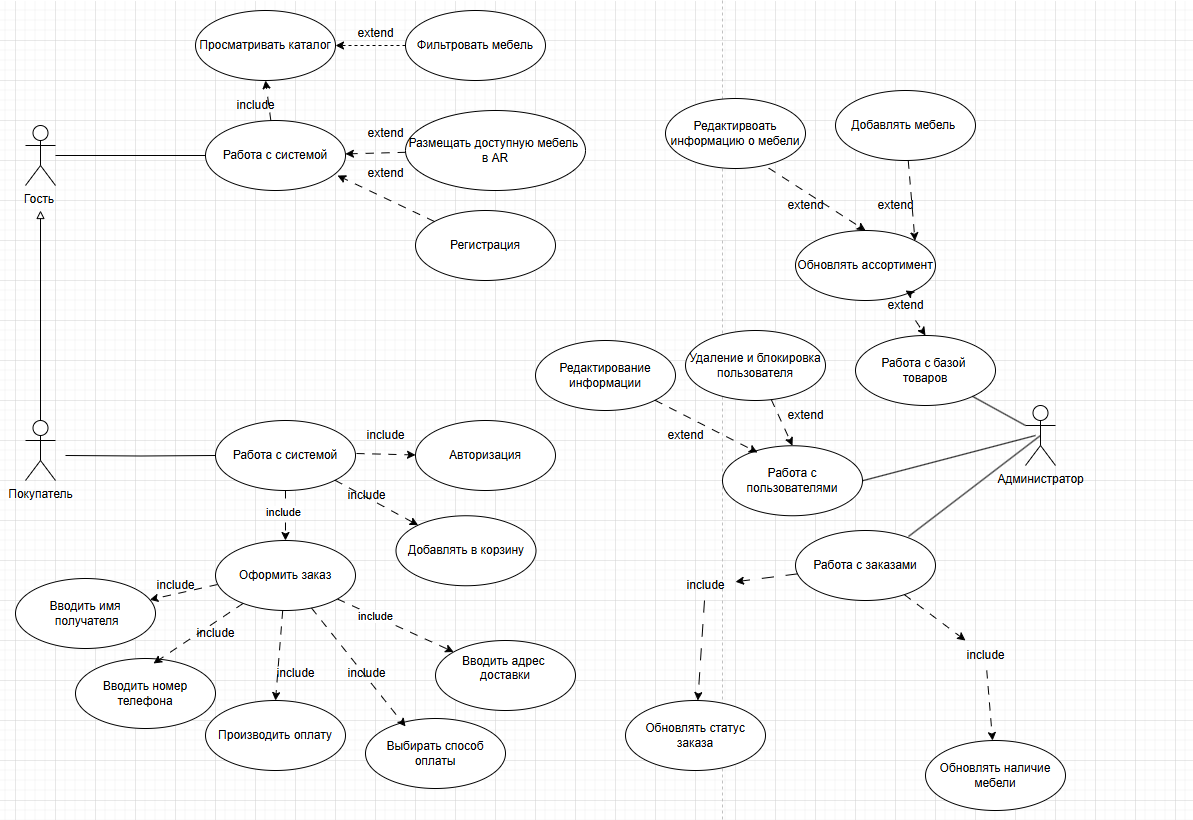 Просматривать каталог
extend
Фильтровать мебель
include
Гость
Работа с системой
extend
Размещать доступную мебель
в AR
extend
Регистрация
Редактирвоать
информацию о мебели
Добавлять мебель
extend
extend
Обновлять ассортимент
extend
Работа с базой
товаров
Редактирование
информации
Удаление и блокировка
пользователя
extend
extend
Работа с
пользователями
Администратор
Покупатель
Работа с системой
include
Авторизация
include
include
Добавлять в корзину
Оформить заказ
include
Вводить имя
получателя
include
Вводить номер
телефона
include
Производить оплату
include
Выбирать способ
оплаты
include
Вводить адрес
доставки
Работа с заказами
include
include
Обновлять статус
заказа
Обновлять наличие
мебели